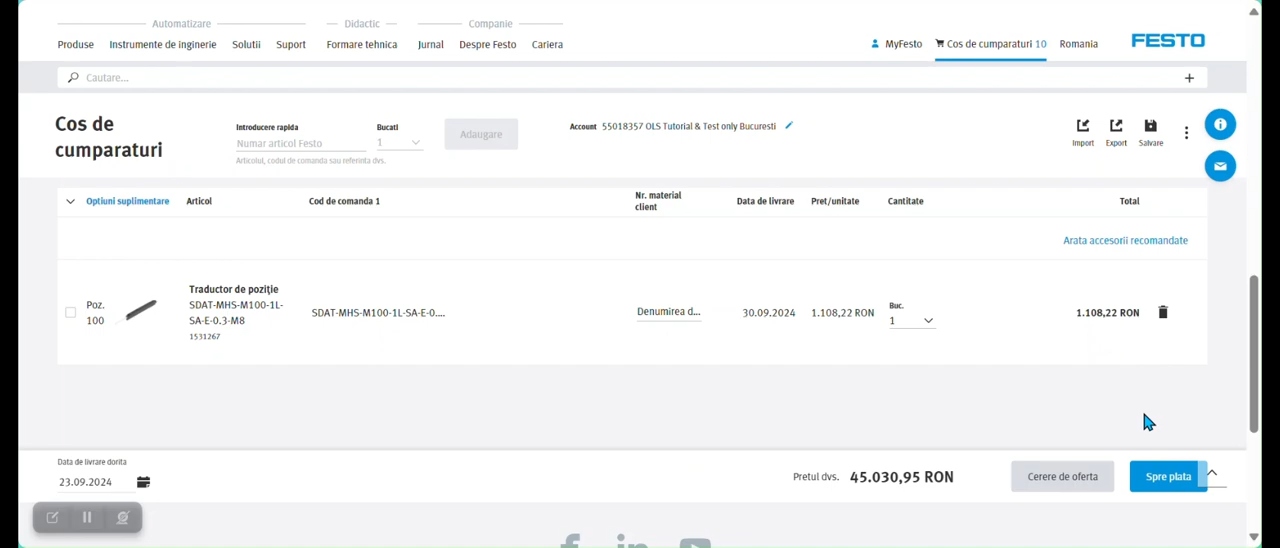 Automatizare
Didactic
Companie
Produse
Instrumente de inginerie
Solutii
Suport
Formare tehnica
Jurnal
Despre Festo
Cariera
MyFesto
Cos de cumparaturi 10
Romania
FESTO
Cautare...
Cos de
cumparaturi
Introducere rapida
Numar articol Festo
Articolul, codul de comanda sau referinta dvs.
Bucati
1
Adaugare
Account 55018357 OLS Tutorial & Test only Bucuresti
Import
Export
Salvare
Optiuni suplimentare
Articol
Cod de comanda 1
Nr. material
client
Data de livrare
Pret/unitate
Cantitate
Total
Arata accesorii recomandate
Poz.
100
Traductor de poziţie
SDAT-MHS-M100-1L-
SA-E-0.3-M8
1531267
SDAT-MHS-M100-1L-SA-E-0....
Denumirea d...
30.09.2024
1.108,22 RON
Buc.
1
1.108,22 RON
Data de livrare dorita
23.09.2024
Pretul dvs. 45.030,95 RON
Cerere de oferta
Spre plata